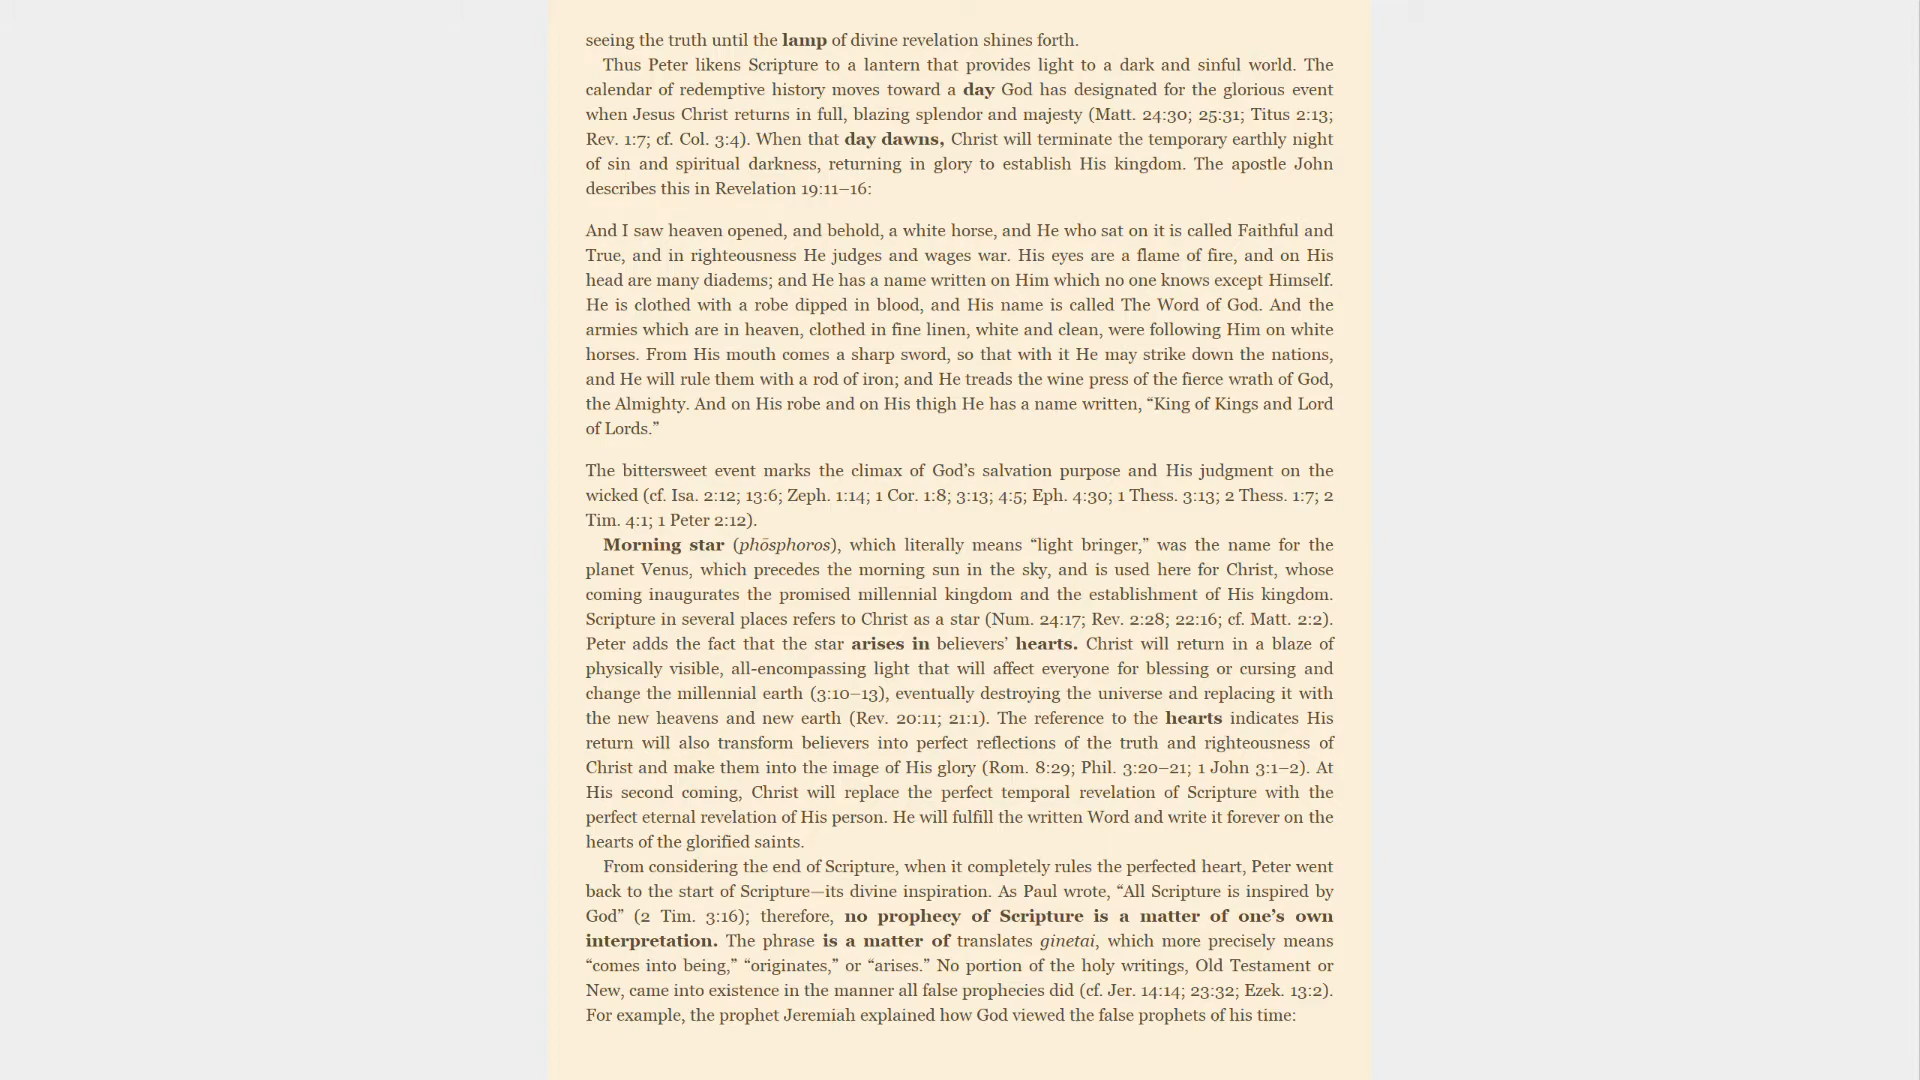 seeing the truth until the lamp of divine revelation shines forth.
Thus Peter likens Scripture to a lantern that provides light to a dark and sinful world. The
calendar of redemptive history moves toward a day God has designated for the glorious event
when Jesus Christ returns in full, blazing splendor and majesty (Matt. 24:30; 25:31; Titus 2:13;
Rev. 1:7; cf. Col. 3:4). When that day dawns, Christ will terminate the temporary earthly night
of sin and spiritual darkness, returning in glory to establish His kingdom. The apostle John
describes this in Revelation 19:11–16:
And I saw heaven opened, and behold, a white horse, and He who sat on it is called Faithful and
True, and in righteousness He judges and wages war. His eyes are a flame of fire, and on His
head are many diadems; and He has a name written on Him which no one knows except Himself.
He is clothed with a robe dipped in blood, and His name is called The Word of God. And the
armies which are in heaven, clothed in fine linen, white and clean, were following Him on white
horses. From His mouth comes a sharp sword, so that with it He may strike down the nations,
and He will rule them with a rod of iron; and He treads the wine press of the fierce wrath of God,
the Almighty. And on His robe and on His thigh He has a name written, “King of Kings and Lord
of Lords.”
The bittersweet event marks the climax of God’s salvation purpose and His judgment on the
wicked (cf. Isa. 2:12; 13:6; Zeph. 1:14; 1 Cor. 1:8; 3:13; 4:5; Eph. 4:30; 1 Thess. 3:13; 2 Thess. 1:7; 2
Tim. 4:1; 1 Peter 2:12).
Morning star (phōsphoros), which literally means “light bringer,” was the name for the
planet Venus, which precedes the morning sun in the sky, and is used here for Christ, whose
coming inaugurates the promised millennial kingdom and the establishment of His kingdom.
Scripture in several places refers to Christ as a star (Num. 24:17; Rev. 2:28; 22:16; cf. Matt. 2:2).
Peter adds the fact that the star arises in believers’ hearts. Christ will return in a blaze of
physically visible, all-encompassing light that will affect everyone for blessing or cursing and
change the millennial earth (3:10–13), eventually destroying the universe and replacing it with
the new heavens and new earth (Rev. 20:11; 21:1). The reference to the hearts indicates His
return will also transform believers into perfect reflections of the truth and righteousness of
Christ and make them into the image of His glory (Rom. 8:29; Phil. 3:20–21; 1 John 3:1–2). At
His second coming, Christ will replace the perfect temporal revelation of Scripture with the
perfect eternal revelation of His person. He will fulfill the written Word and write it forever on the
hearts of the glorified saints.
From considering the end of Scripture, when it completely rules the perfected heart, Peter went
back to the start of Scripture—its divine inspiration. As Paul wrote, “All Scripture is inspired by
God” (2 Tim. 3:16); therefore, no prophecy of Scripture is a matter of one’s own
interpretation. The phrase is a matter of translates ginetai, which more precisely means
“comes into being,” “originates,” or “arises.” No portion of the holy writings, Old Testament or
New, came into existence in the manner all false prophecies did (cf. Jer. 14:14; 23:32; Ezek. 13:2).
For example, the prophet Jeremiah explained how God viewed the false prophets of his time: